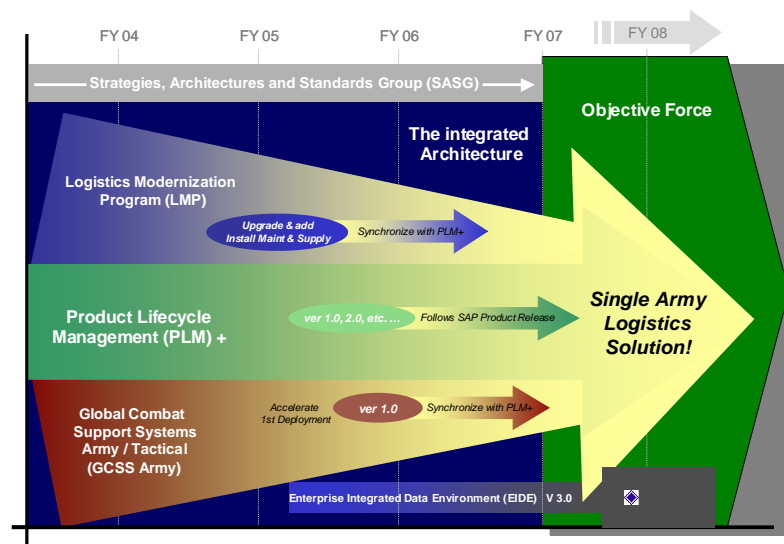 FY 04
FY 05
FY 06
FY 07
FY 08
Strategies, Architectures and Standards Group (SASG)
Objective Force
The integrated
Architecture
Logistics Modernization
Program (LMP)
Upgrade & add
Install Maint & Supply
Synchronize with PLM+
Product Lifecycle
Management (PLM) +
ver 1.0, 2.0, etc. ...
Follows SAP Product Release
Single Army
Logistics
Solution!
Global Combat
Support Systems
Army / Tactical
(GCSS Army)
Accelerate
1st Deployment
ver 1.0
Synchronize with PLM+
Enterprise Integrated Data Environment (EIDE) V 3.0